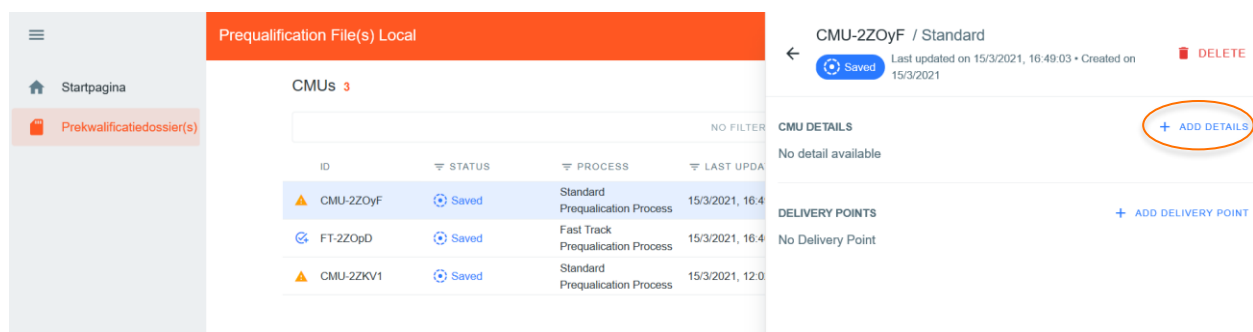 Prequalification File(s) Local
Startpagina
Prekwalificatiedossier(s)
CMUs 3
NO FILTER
ID
STATUS
PROCESS
LAST UPDA
CMU-2ZOyF
Saved
Standard
Prequalication Process
15/3/2021, 16:4
FT-2ZOpD
Saved
Fast Track
Prequalication Process
15/3/2021, 16:4
CMU-2ZKV1
Saved
Standard
Prequalication Process
15/3/2021, 12:0
CMU-2ZOyF / Standard
Saved
Last updated on 15/3/2021, 16:49:03 • Created on
15/3/2021
DELETE
CMU DETAILS
+ ADD DETAILS
No detail available
DELIVERY POINTS
+ ADD DELIVERY POINT
No Delivery Point